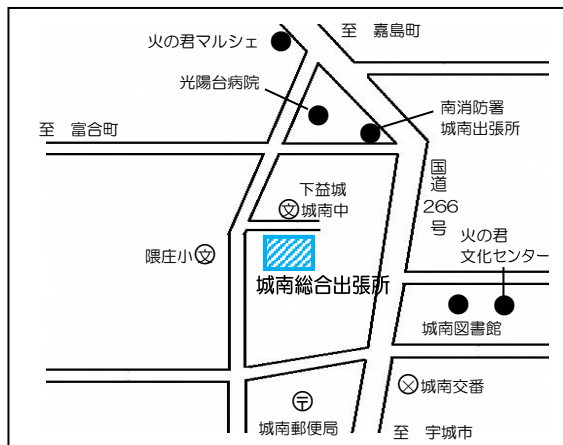 至 嘉島町
火の君マルシェ
光陽台病院
南消防署
城南出張所
至 富合町
国道
266
号
下益城
文城南中
火の君
文化センター
隈庄小文
城南総合出張所
城南図書館
城南交番
〒
城南郵便局
至 宇城市